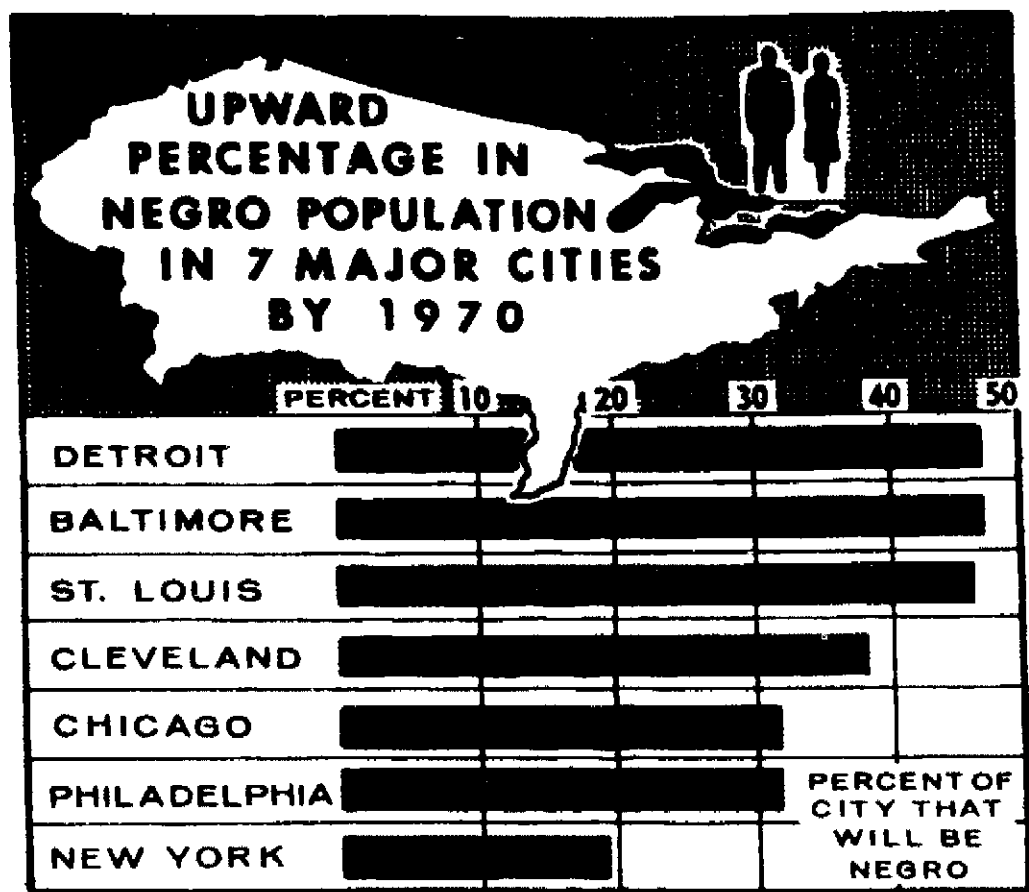 UPWARD
PERCENTAGE IN
NEGRO POPULATION
IN 7 MAJOR CITIES
BY 1970
PERCENT 10 20 30 40 50
DETROIT
BALTIMORE
ST. LOUIS
CLEVELAND
CHICAGO
PHILADELPHIA
NEW YORK
PERCENT OF
CITY THAT
WILL BE
NEGRO